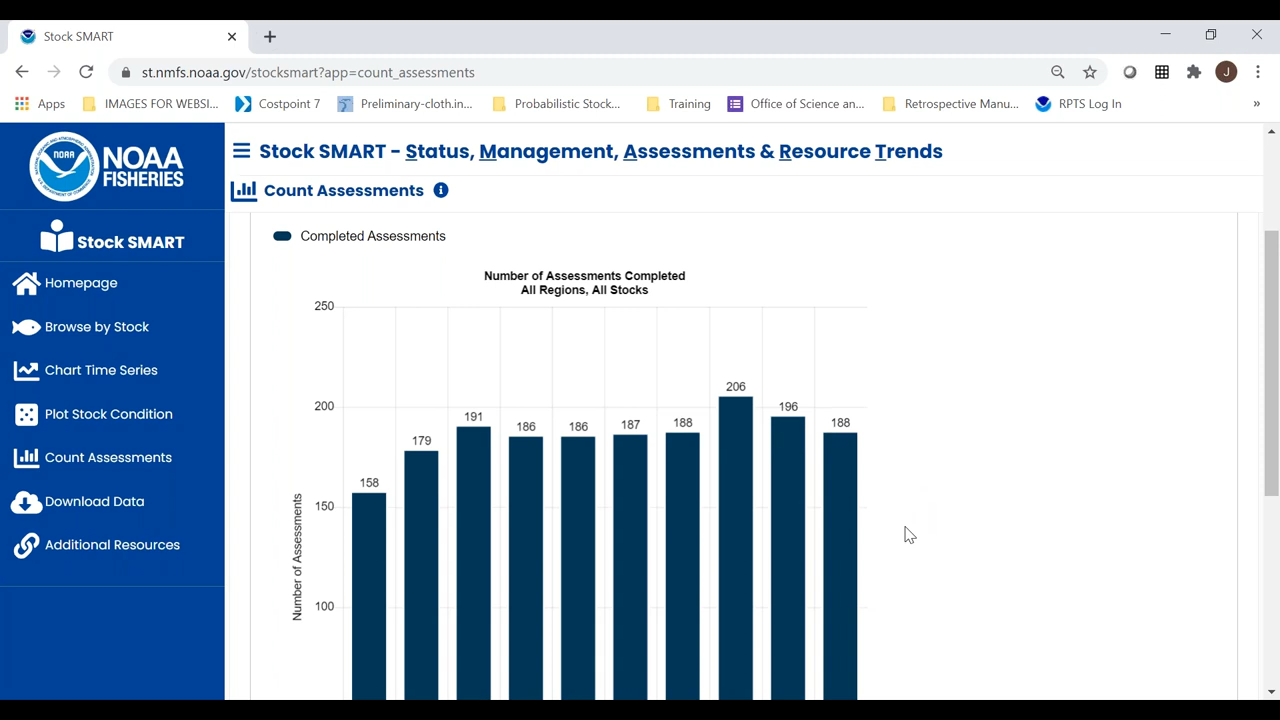 Stock SMART
st.nmfs.noaa.gov/stocksmart?app=count_assessments
J
Apps
IMAGES FOR WEBSI...
Costpoint 7
Preliminary-cloth.in...
Probabilistic Stock...
Training
Office of Science an...
Retrospective Manu...
RPTS Log In
»
NOAA
NOAA
FISHERIES
Stock SMART – Status, Management, Assessments & Resource Trends
Count Assessments
Stock SMART
Homepage
Browse by Stock
Chart Time Series
Plot Stock Condition
Count Assessments
Download Data
Additional Resources
Completed Assessments
Number of Assessments Completed
All Regions, All Stocks
Number of Assessments
250
200
150
100
158
179
191
186
186
187
188
206
196
188